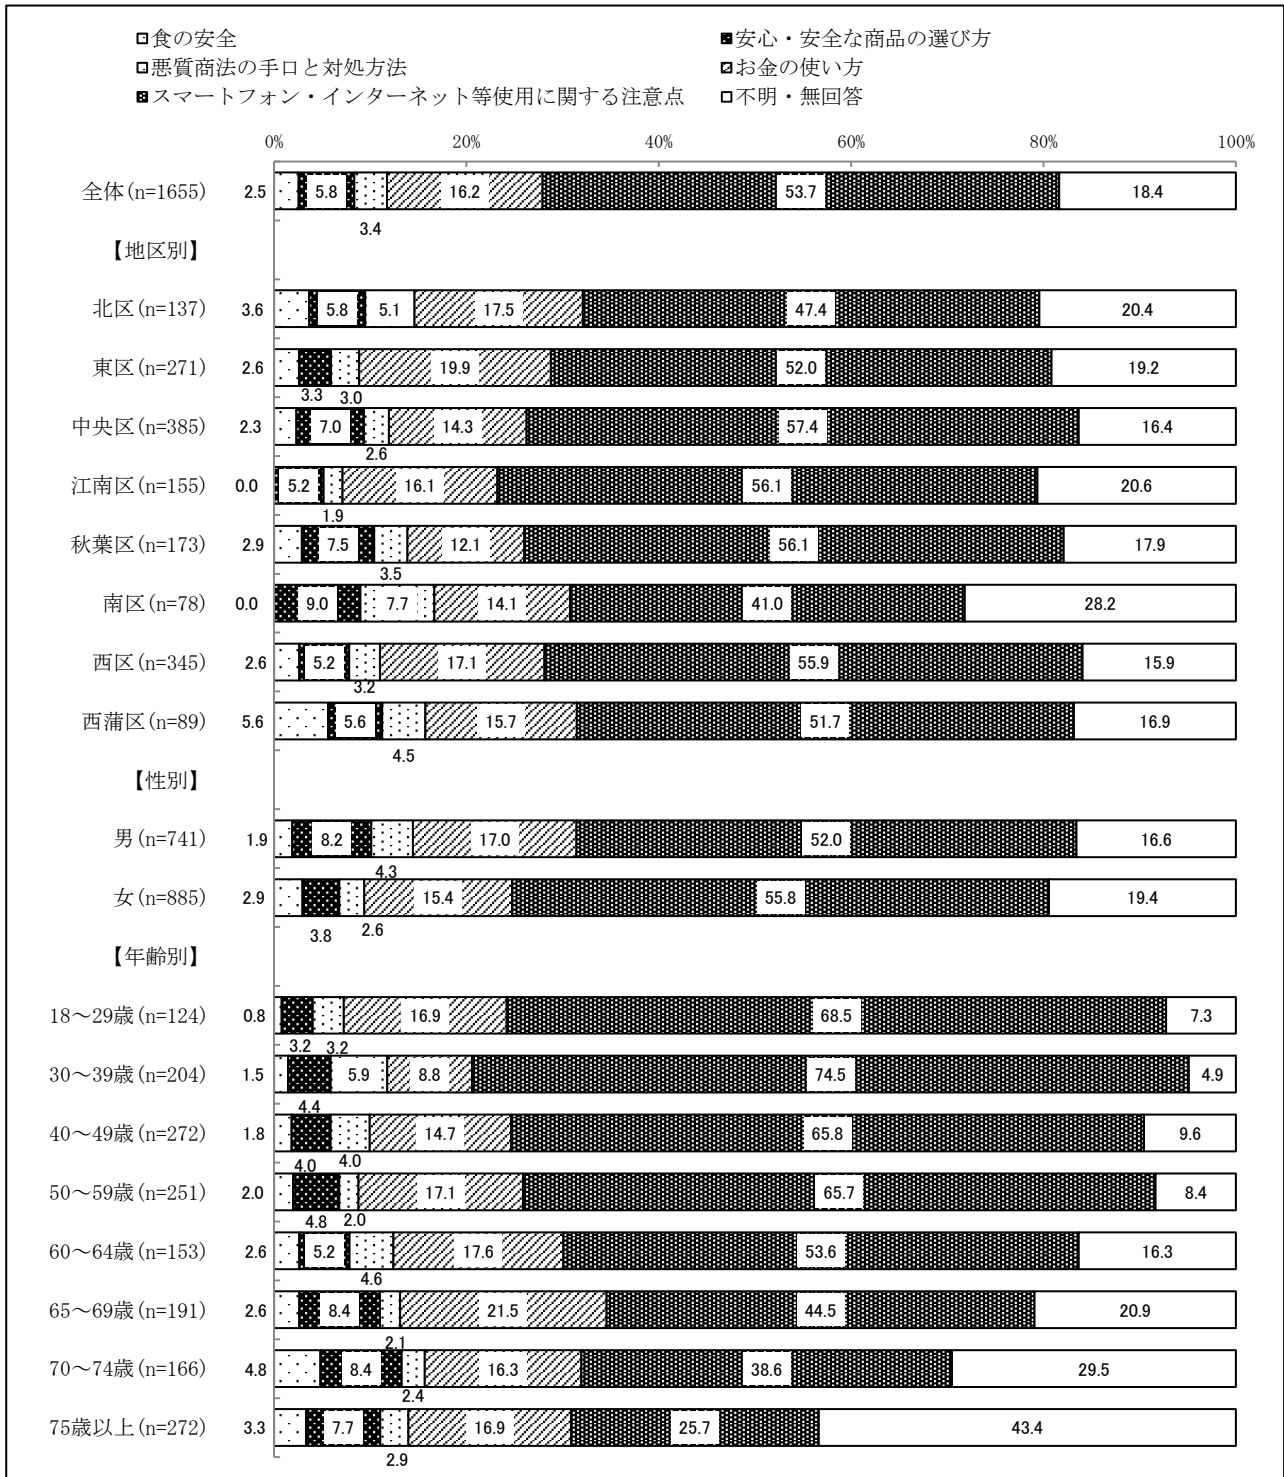 食の安全 安心・安全な商品の選び方
悪質商法の手口と対処方法 お金の使い方
スマートフォン・インターネット等使用に関する注意点 不明・無回答
0% 20% 40% 60% 80% 100%
全体(n=1655) 2.5 5.8 16.2 53.7 18.4
3.4
【地区別】
北区(n=137) 3.6 5.8 5.1 17.5 47.4 20.4
東区(n=271) 2.6 19.9 52.0 19.2
3.3 3.0
中央区(n=385) 2.3 7.0 14.3 57.4 16.4
2.6
江南区(n=155) 0.0 5.2 16.1 56.1 20.6
1.9
秋葉区(n=173) 2.9 7.5 12.1 56.1 17.9
3.5
南区(n=78) 0.0 9.0 7.7 14.1 41.0 28.2
西区(n=345) 2.6 5.2 17.1 55.9 15.9
3.2
西蒲区(n=89) 5.6 5.6 15.7 51.7 16.9
4.5
【性別】
男(n=741) 1.9 8.2 17.0 52.0 16.6
4.3
女(n=885) 2.9 15.4 55.8 19.4
3.8 2.6
【年齢別】
18～29歳(n=124) 0.8 16.9 68.5 7.3
3.2 3.2
30～39歳(n=204) 1.5 5.9 8.8 74.5 4.9
4.4
40～49歳(n=272) 1.8 14.7 65.8 9.6
4.0 4.0
50～59歳(n=251) 2.0 17.1 65.7 8.4
4.8 2.0
60～64歳(n=153) 2.6 5.2 17.6 53.6 16.3
4.6
65～69歳(n=191) 2.6 8.4 21.5 44.5 20.9
2.1
70～74歳(n=166) 4.8 8.4 16.3 38.6 29.5
2.4
75歳以上(n=272) 3.3 7.7 16.9 25.7 43.4
2.9